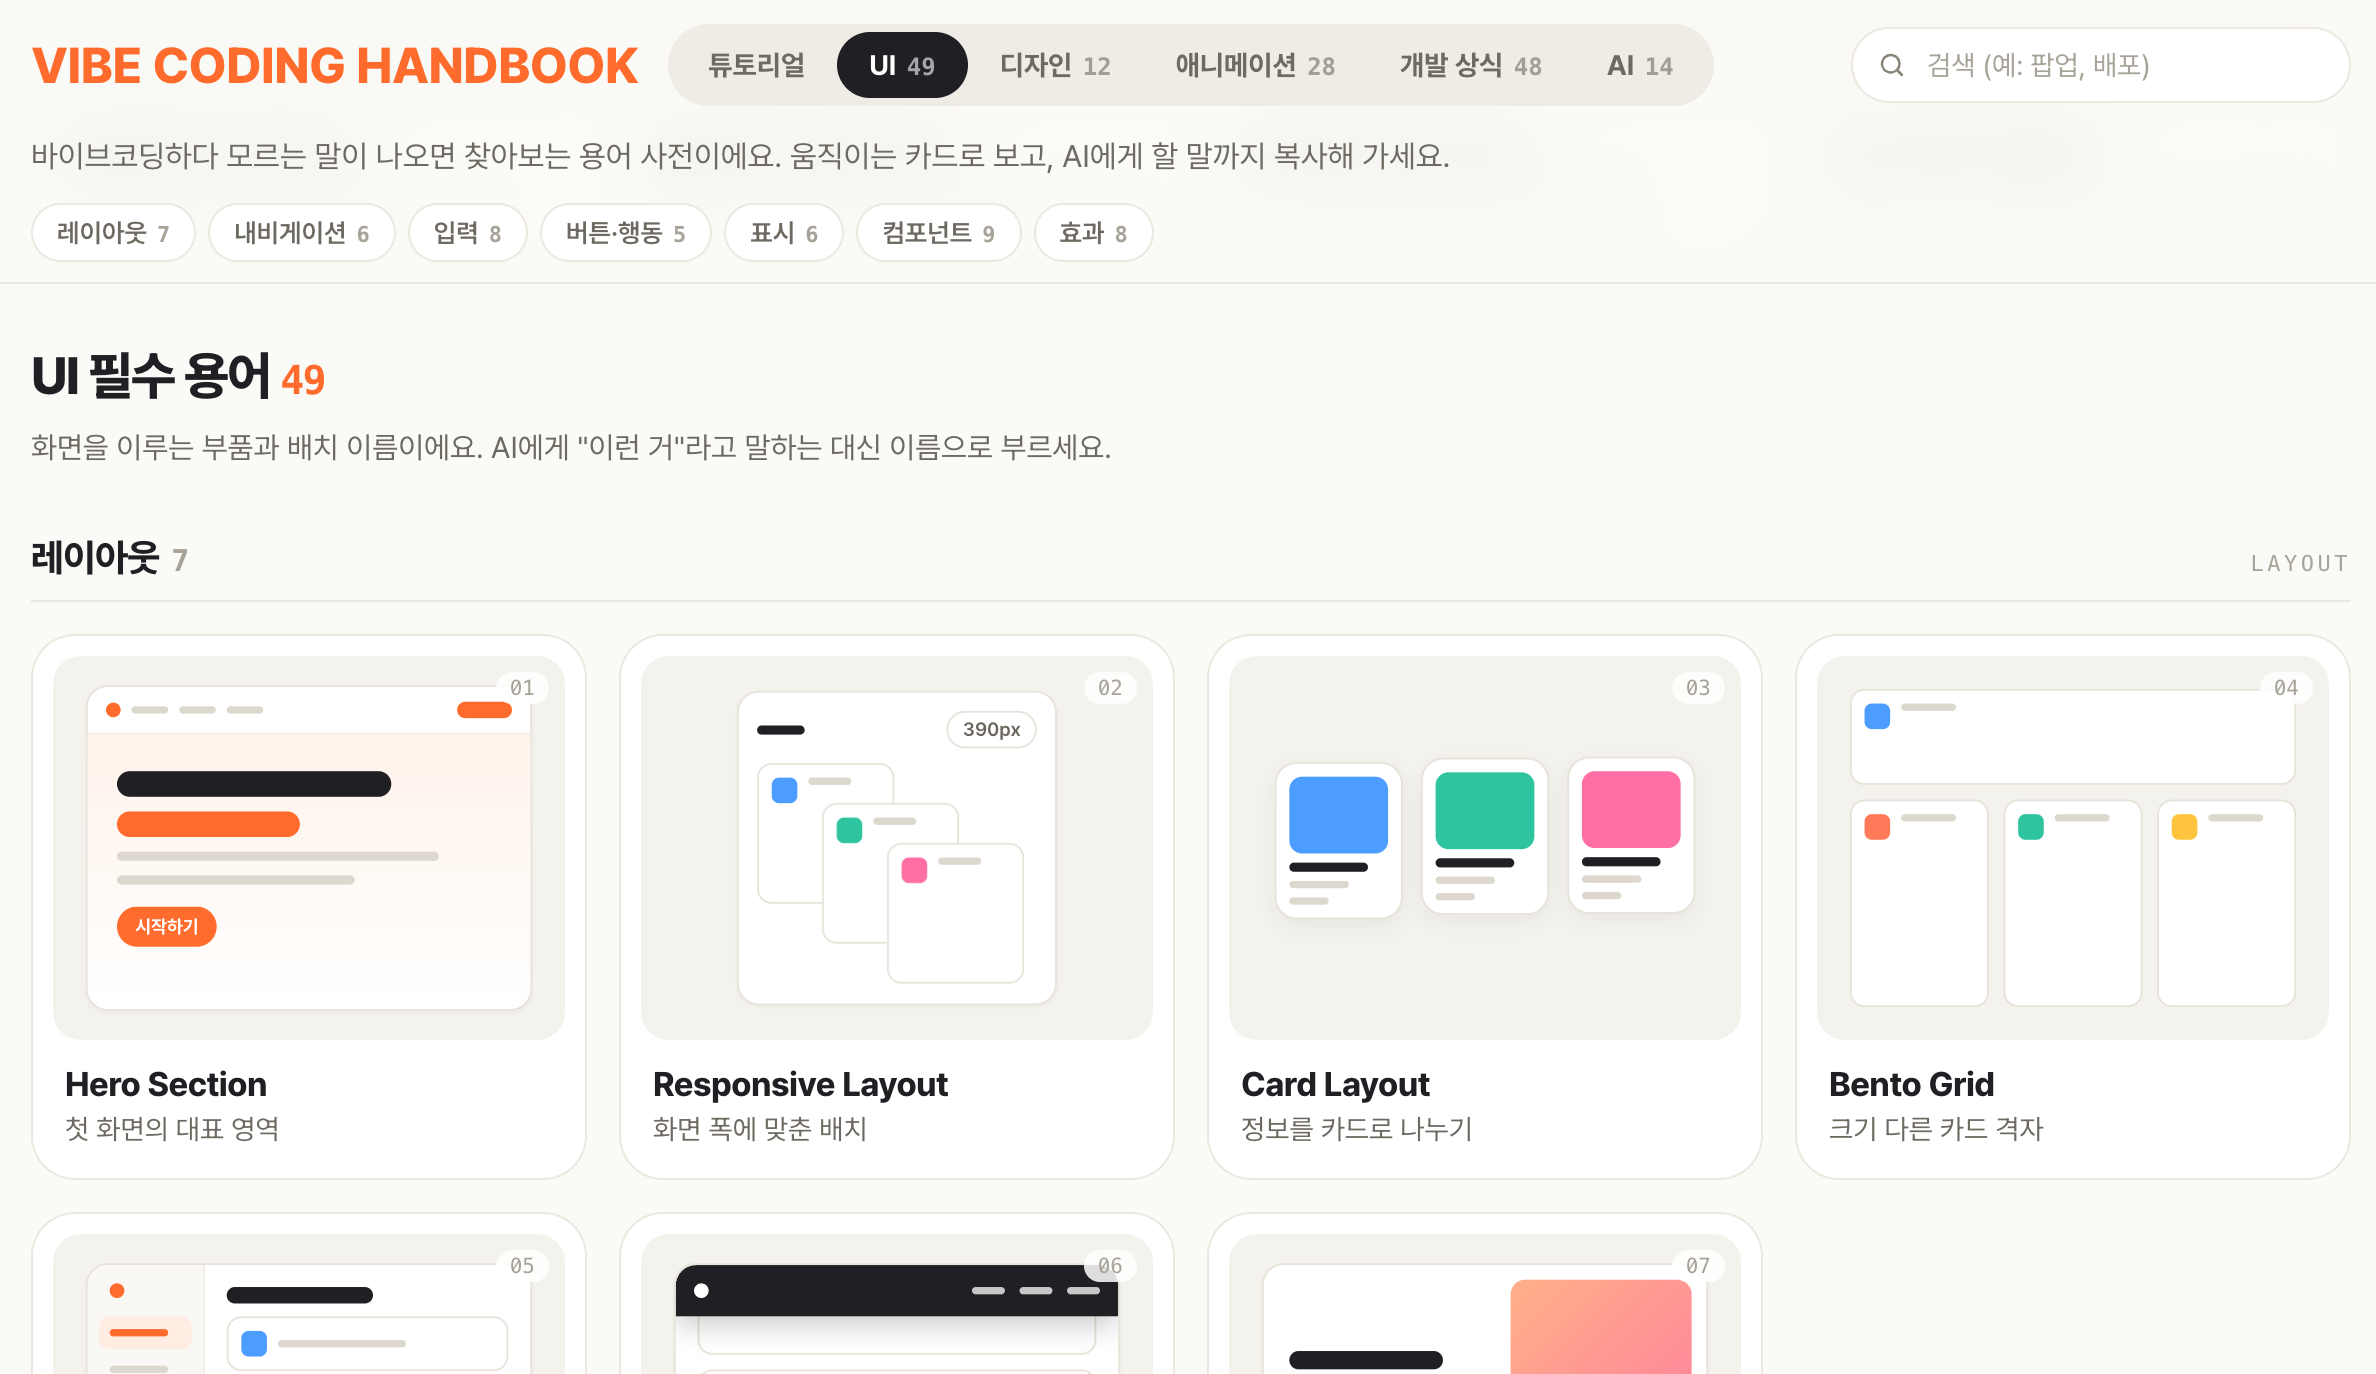 VIBE CODING HANDBOOK
튜토리얼 UI 49 디자인 12 애니메이션 28 개발 상식 48 AI 14
검색 (예: 팝업, 배포)
바이브코딩하다 모르는 말이 나오면 찾아보는 용어 사전이에요. 움직이는 카드로 보고, AI에게 할 말까지 복사해 가세요.
레이아웃 7 내비게이션 6 입력 8 버튼·행동 5 표시 6 컴포넌트 9 효과 8
UI 필수 용어 49
화면을 이루는 부품과 배치 이름이에요. AI에게 "이런 거"라고 말하는 대신 이름으로 부르세요.
레이아웃 7
LAYOUT
01
시작하기
Hero Section
첫 화면의 대표 영역
02
390px
Responsive Layout
화면 폭에 맞춘 배치
03
Card Layout
정보를 카드로 나누기
04
Bento Grid
크기 다른 카드 격자
05
06
07